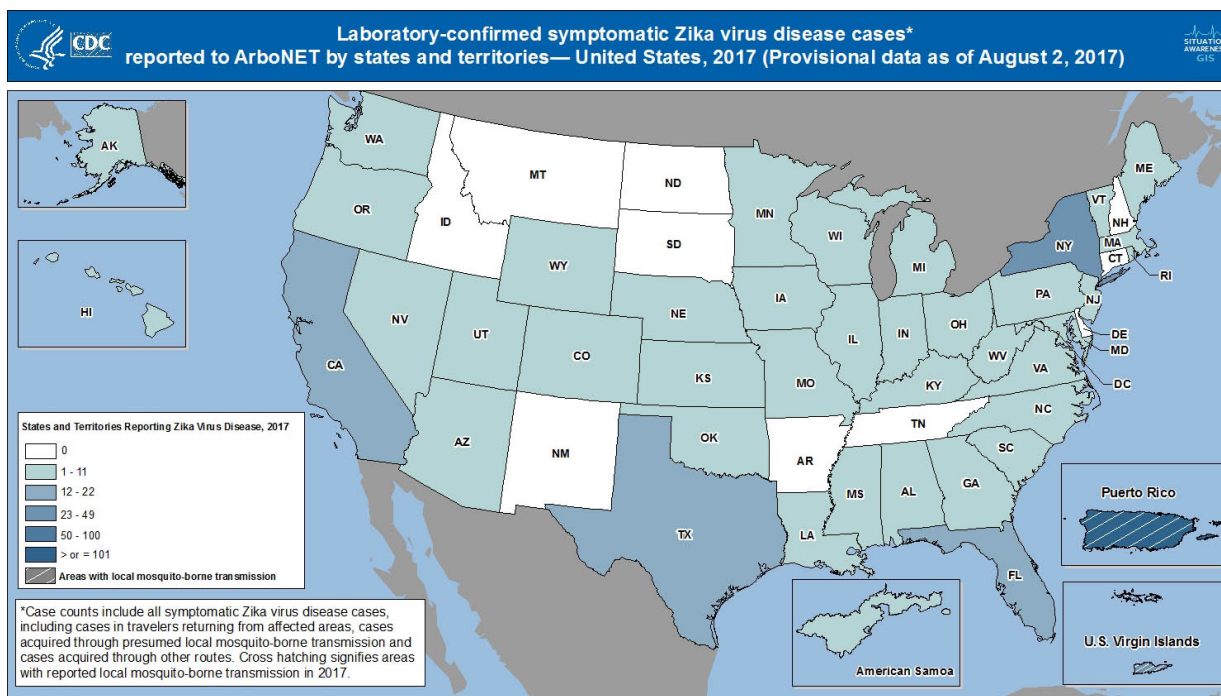 Laboratory-confirmed symptomatic Zika virus disease cases*
reported to ArboNET by states and territories— United States, 2017 (Provisional data as of August 2, 2017)
CDC
SITUATION
AWARENESS
GIS
AK
HI
WA
OR
CA
NV
ID
MT
WY
UT
AZ
CO
NM
ND
SD
NE
KS
OK
TX
MN
IA
MO
AR
LA
WI
IL
MI
IN
OH
KY
TN
MS
AL
GA
FL
SC
NC
VA
WV
PA
NY
VT
NH
ME
MA
CT
RI
NJ
DE
MD
DC
States and Territories Reporting Zika Virus Disease, 2017
0
1 - 11
12 - 22
23 - 49
50 - 100
> or = 101
Areas with local mosquito-borne transmission
*Case counts include all symptomatic Zika virus disease cases,
including cases in travelers returning from affected areas, cases
acquired through presumed local mosquito-borne transmission and
cases acquired through other routes. Cross hatching signifies areas
with reported local mosquito-borne transmission in 2017.
American Samoa
Puerto Rico
U.S. Virgin Islands